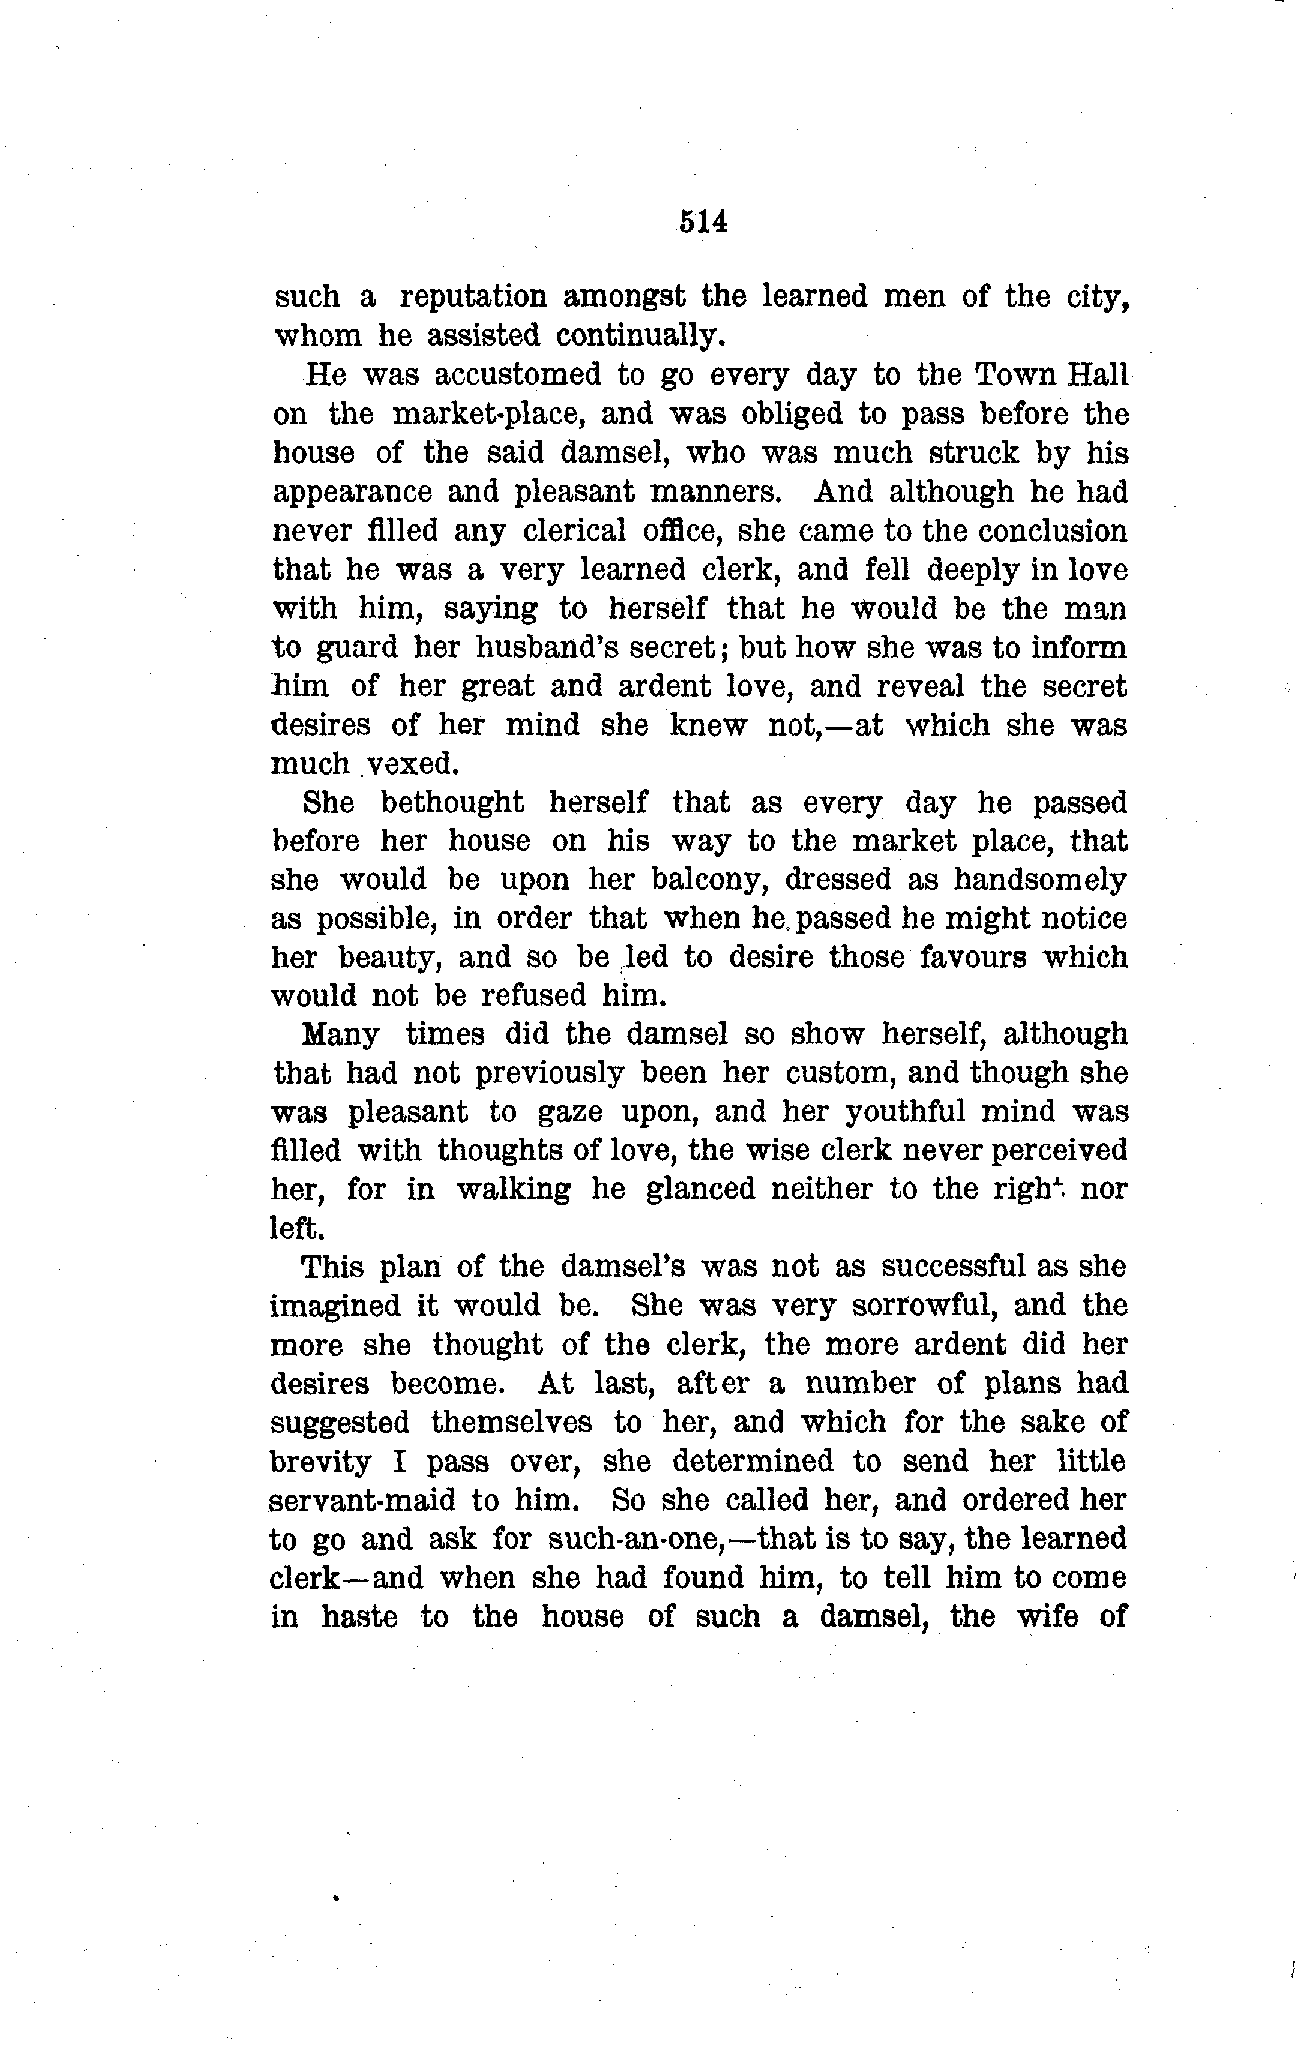 514
such a reputation amongst the learned men of the city,
whom he assisted continually.
He was accustomed to go every day to the Town Hall
on the market-place, and was obliged to pass before the
house of the said damsel, who was much struck by his
appearance and pleasant manners. And although he had
never filled any clerical office, she came to the conclusion
that he was a very learned clerk, and fell deeply in love
with him, saying to herself that he would be the man
to guard her husband's secret; but how she was to inform
him of her great and ardent love, and reveal the secret
desires of her mind she knew not,—at which she was
much vexed.
She bethought herself that as every day he passed
before her house on his way to the market place, that
she would be upon her balcony, dressed as handsomely
as possible, in order that when he passed he might notice
her beauty, and so be led to desire those favours which
would not be refused him.
Many times did the damsel so show herself, although
that had not previously been her custom, and though she
was pleasant to gaze upon, and her youthful mind was
filled with thoughts of love, the wise clerk never perceived
her, for in walking he glanced neither to the right nor
left.
This plan of the damsel's was not as successful as she
imagined it would be. She was very sorrowful, and the
more she thought of the clerk, the more ardent did her
desires become. At last, after a number of plans had
suggested themselves to her, and which for the sake of
brevity I pass over, she determined to send her little
servant-maid to him. So she called her, and ordered her
to go and ask for such-an-one,—that is to say, the learned
clerk—and when she had found him, to tell him to come
in haste to the house of such a damsel, the wife of